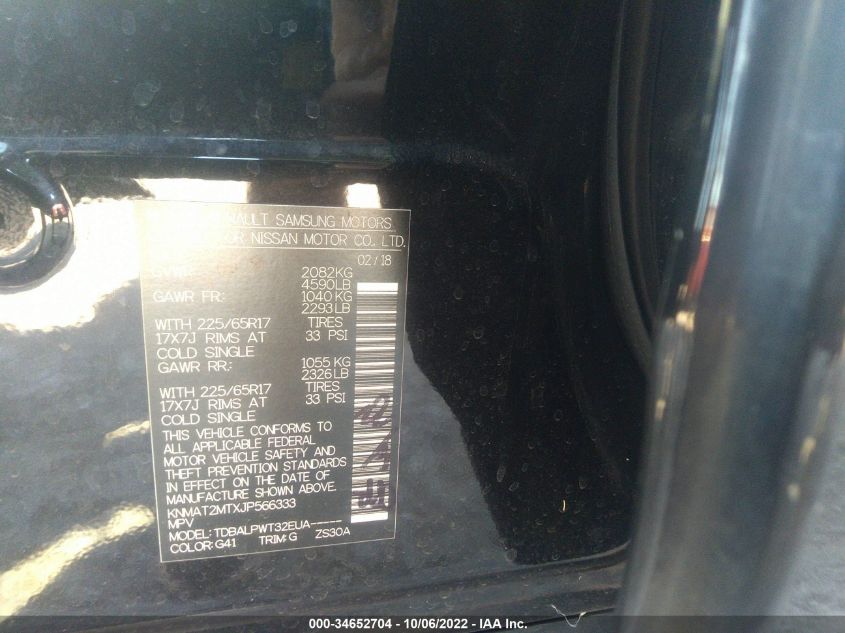 SAMSUNG MOTORS
NISSAN MOTOR CO., LTD.
02/18
GVWR: 2082KG
4590LB
GAWR FR: 1040KG
2293LB
WITH 225/65R17 TIRES
17X7J RIMS AT 33 PSI
COLD SINGLE
GAWR RR: 1055 KG
2326LB
WITH 225/65R17 TIRES
17X7J RIMS AT 33 PSI
COLD SINGLE
THIS VEHICLE CONFORMS TO
ALL APPLICABLE FEDERAL
MOTOR VEHICLE SAFETY AND
THEFT PREVENTION STANDARDS
IN EFFECT ON THE DATE OF
MANUFACTURE SHOWN ABOVE.
KNMAT2MTXJP566333
MPV
MODEL: TDBALPWT32EUA-----
COLOR:G41 TRIM:G ZS30A
000-34652704 - 10/06/2022 - IAA Inc.